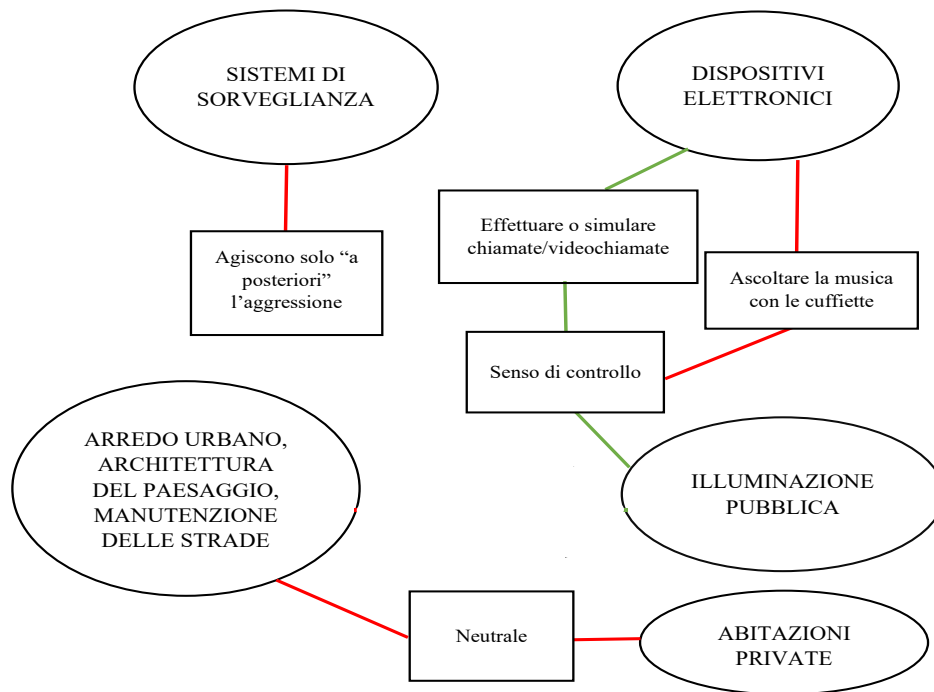 SISTEMI DI
SORVEGLIANZA
DISPOSITIVI
ELETTRONICI
Effettuare o simulare
chiamate/videochiamate
Agiscono solo “a
posteriori”
l’aggressione
Ascoltare la musica
con le cuffiette
Senso di controllo
ARREDO URBANO,
ARCHITETTURA
DEL PAESAGGIO,
MANUTENZIONE
DELLE STRADE
ILLUMINAZIONE
PUBBLICA
Neutrale
ABITAZIONI
PRIVATE